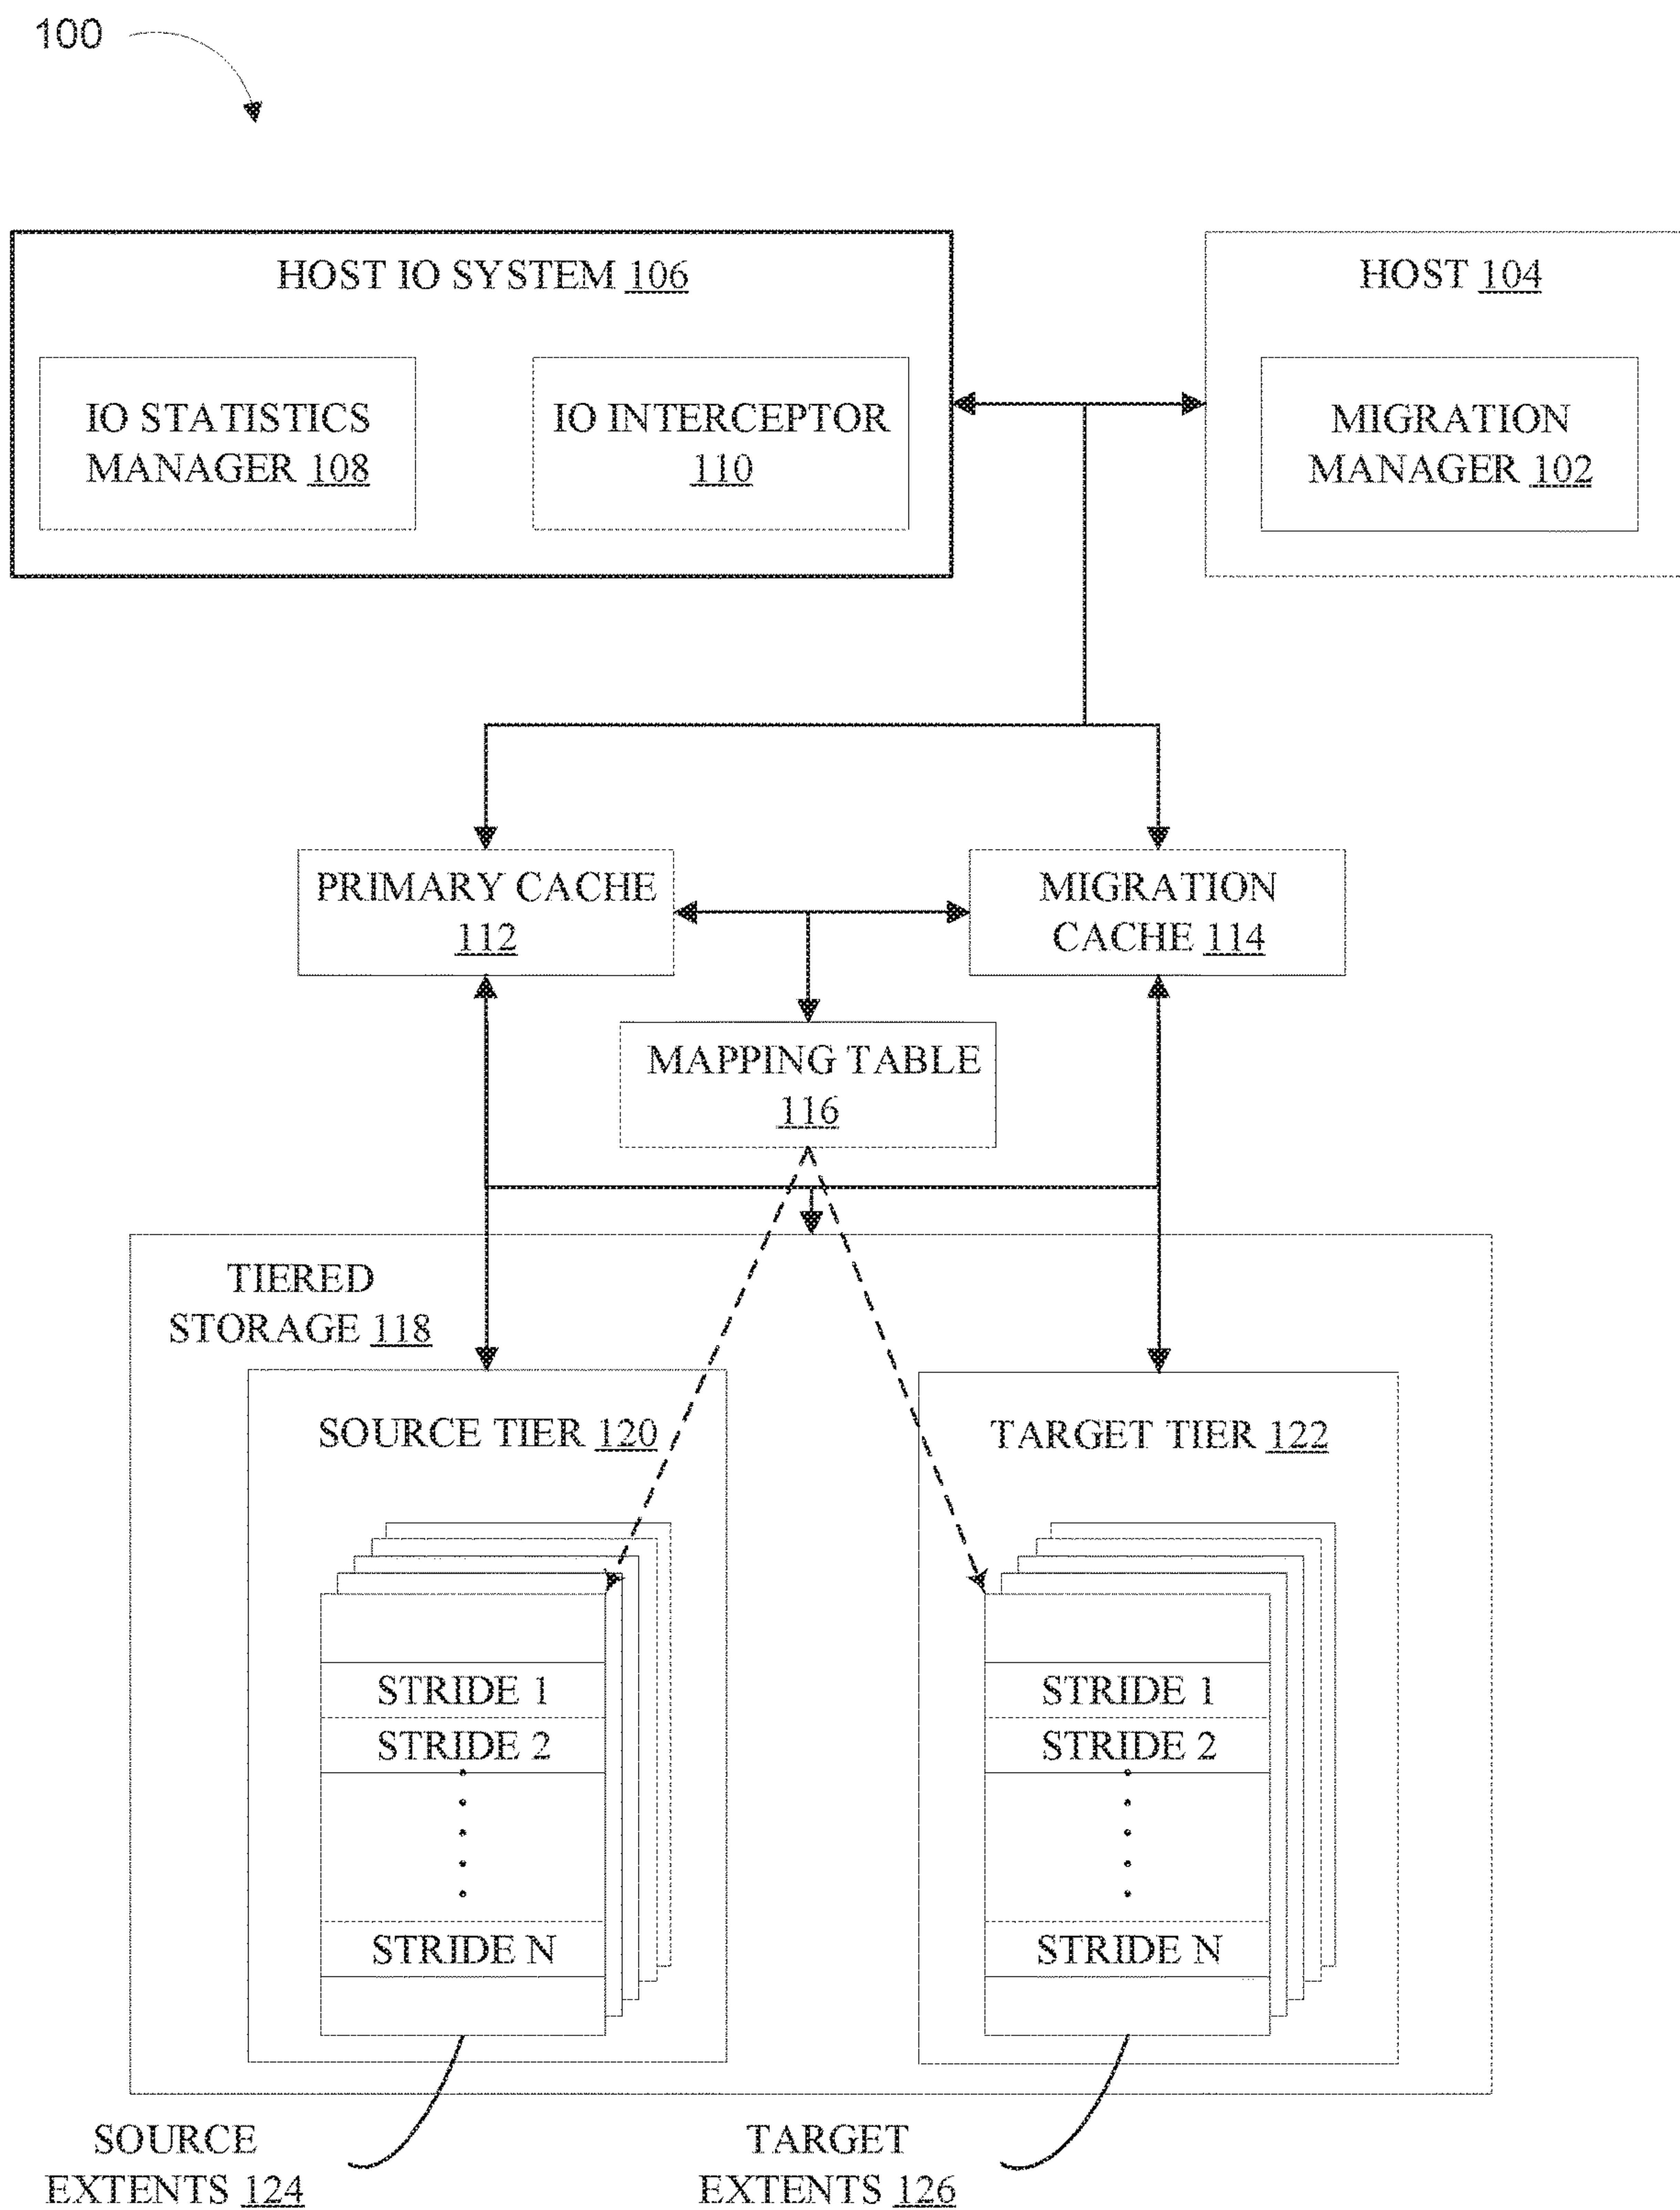 100
HOST IO SYSTEM 106
HOST 104
IO STATISTICS
MANAGER 108
IO INTERCEPTOR
110
MIGRATION
MANAGER 102
PRIMARY CACHE
112
MIGRATION
CACHE 114
MAPPING TABLE
116
TIERED
STORAGE 118
SOURCE TIER 120
TARGET TIER 122
STRIDE 1
STRIDE 2
STRIDE N
STRIDE 1
STRIDE 2
STRIDE N
SOURCE
EXTENTS 124
TARGET
EXTENTS 126